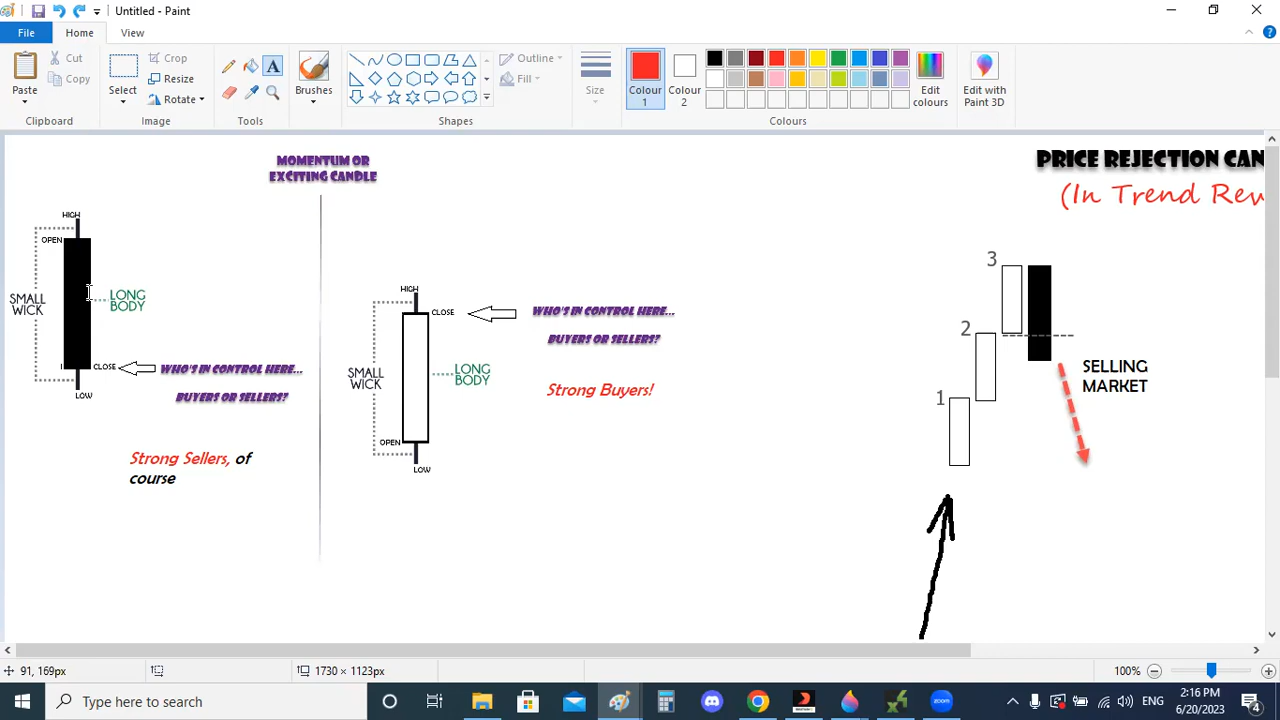 Untitled - Paint
File
Home
View
Paste
Cut
Copy
Clipboard
Select
Crop
Resize
Rotate
Image
A
Tools
Brushes
Outline
Fill
Shapes
Size
Colour
1
Colour
2
Edit
colours
Edit with
Paint 3D
Colours
MOMENTUM OR
EXCITING CANDLE
HIGH
OPEN
SMALL
WICK
LONG
BODY
CLOSE
LOW
WHO'S IN CONTROL HERE...
BUYERS OR SELLERS?
Strong Sellers, of
course
HIGH
CLOSE
SMALL
WICK
LONG
BODY
OPEN
LOW
WHO'S IN CONTROL HERE...
BUYERS OR SELLERS?
Strong Buyers!
PRICE REJECTION CAN
(In Trend Rev
3
2
1
SELLING
MARKET
91, 169px
1730 × 1123px
100%
Type here to search
zoom
ENG
2:16 PM
6/20/2023
4